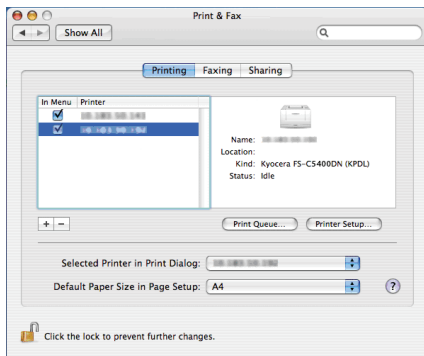 Print & Fax
Show All
Printing Faxing Sharing
In Menu Printer
Name:
Location:
Kind: Kyocera FS-C5400DN (KPDL)
Status: Idle
+ −
Print Queue... Printer Setup...
Selected Printer in Print Dialog:
Default Paper Size in Page Setup: A4
?
Click the lock to prevent further changes.